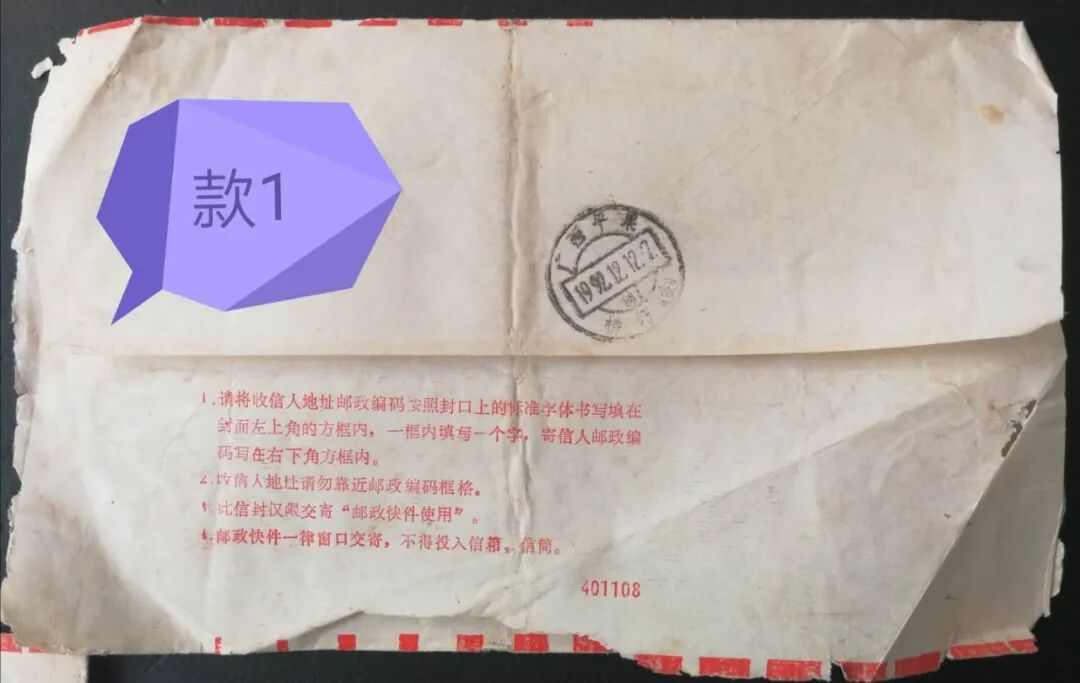 款1
广西平果
1992.12.12.7
1.请将收信人地址邮政编码按照封口上的标准字体书写填在
封面左上角的方框内，一框内填写一个字，寄信人邮政编
码写在右下角方框内。
2.收信人地址请勿靠近邮政编码框格。
此信封仅限交寄“邮政快件使用”。
4.邮政快件一律窗口交寄，不得投入信箱、信筒。
401108